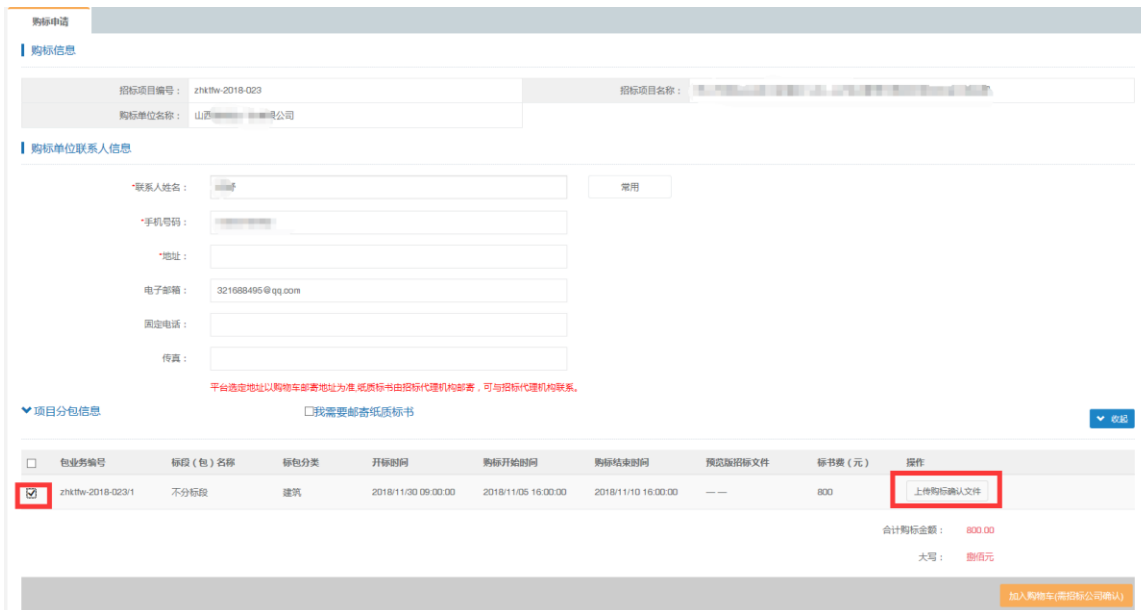 购标申请
购标信息
招标项目编号： zhktfw-2018-023 招标项目名称：
购标单位名称： 山西 限公司
购标单位联系人信息
*联系人姓名： 常用
*手机号码：
*地址：
电子邮箱： 321688495@qq.com
固定电话：
传真：
平台选定地址以购物车邮寄地址为准,纸质标书由招标代理机构邮寄，可与招标代理机构联系。
项目分包信息 我需要邮寄纸质标书 收起
包业务编号 标段（包）名称 标包分类 开标时间 购标开始时间 购标结束时间 预览版招标文件 标书费（元） 操作
zhktfw-2018-023/1 不分标段 建筑 2018/11/30 09:00:00 2018/11/05 16:00:00 2018/11/10 16:00:00 — — 800 上传购标确认文件
合计购标金额： 800.00
大写： 捌佰元
加入购物车(需招标公司确认)